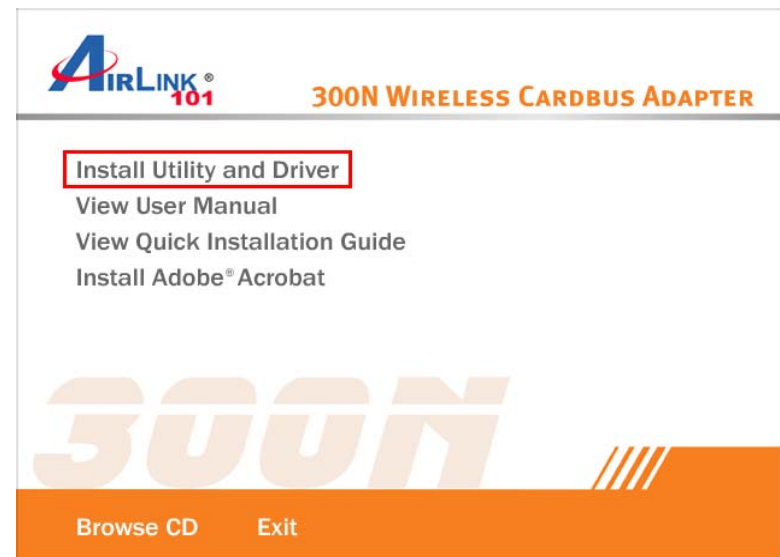 AIRLINK®
101
300N WIRELESS CARDBUS ADAPTER
Install Utility and Driver
View User Manual
View Quick Installation Guide
Install Adobe® Acrobat
300N
Browse CD Exit